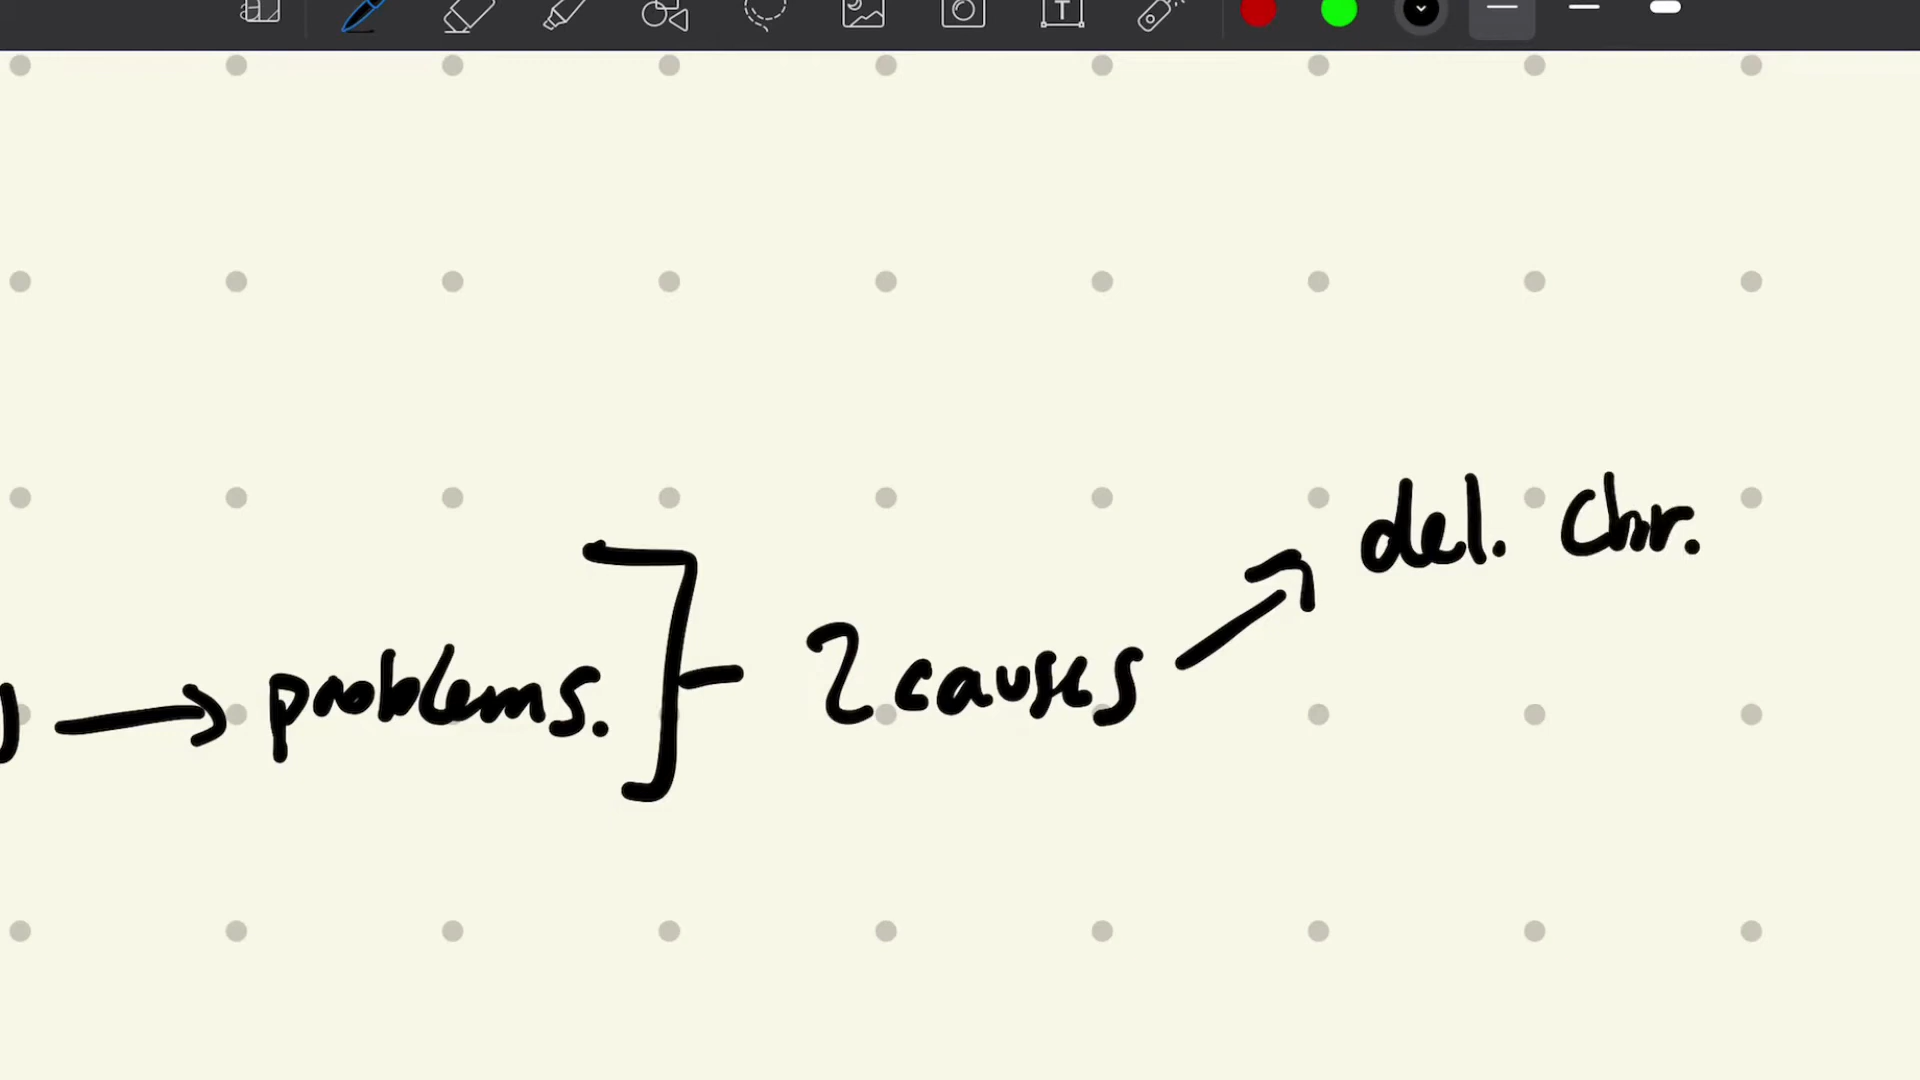 del. Chr.
→ problems. ] - 2 causes ↗